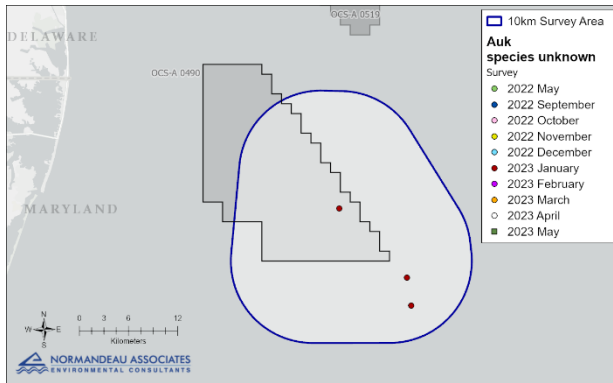 DELAWARE
OCS-A 0519
OCS-A 0490
MARYLAND
10km Survey Area
Auk
species unknown
Survey
2022 May
2022 September
2022 October
2022 November
2022 December
2023 January
2023 February
2023 March
2023 April
2023 May
N
W E
S
0 3 6 12
Kilometers
NORMANDEAU ASSOCIATES
ENVIRONMENTAL CONSULTANTS